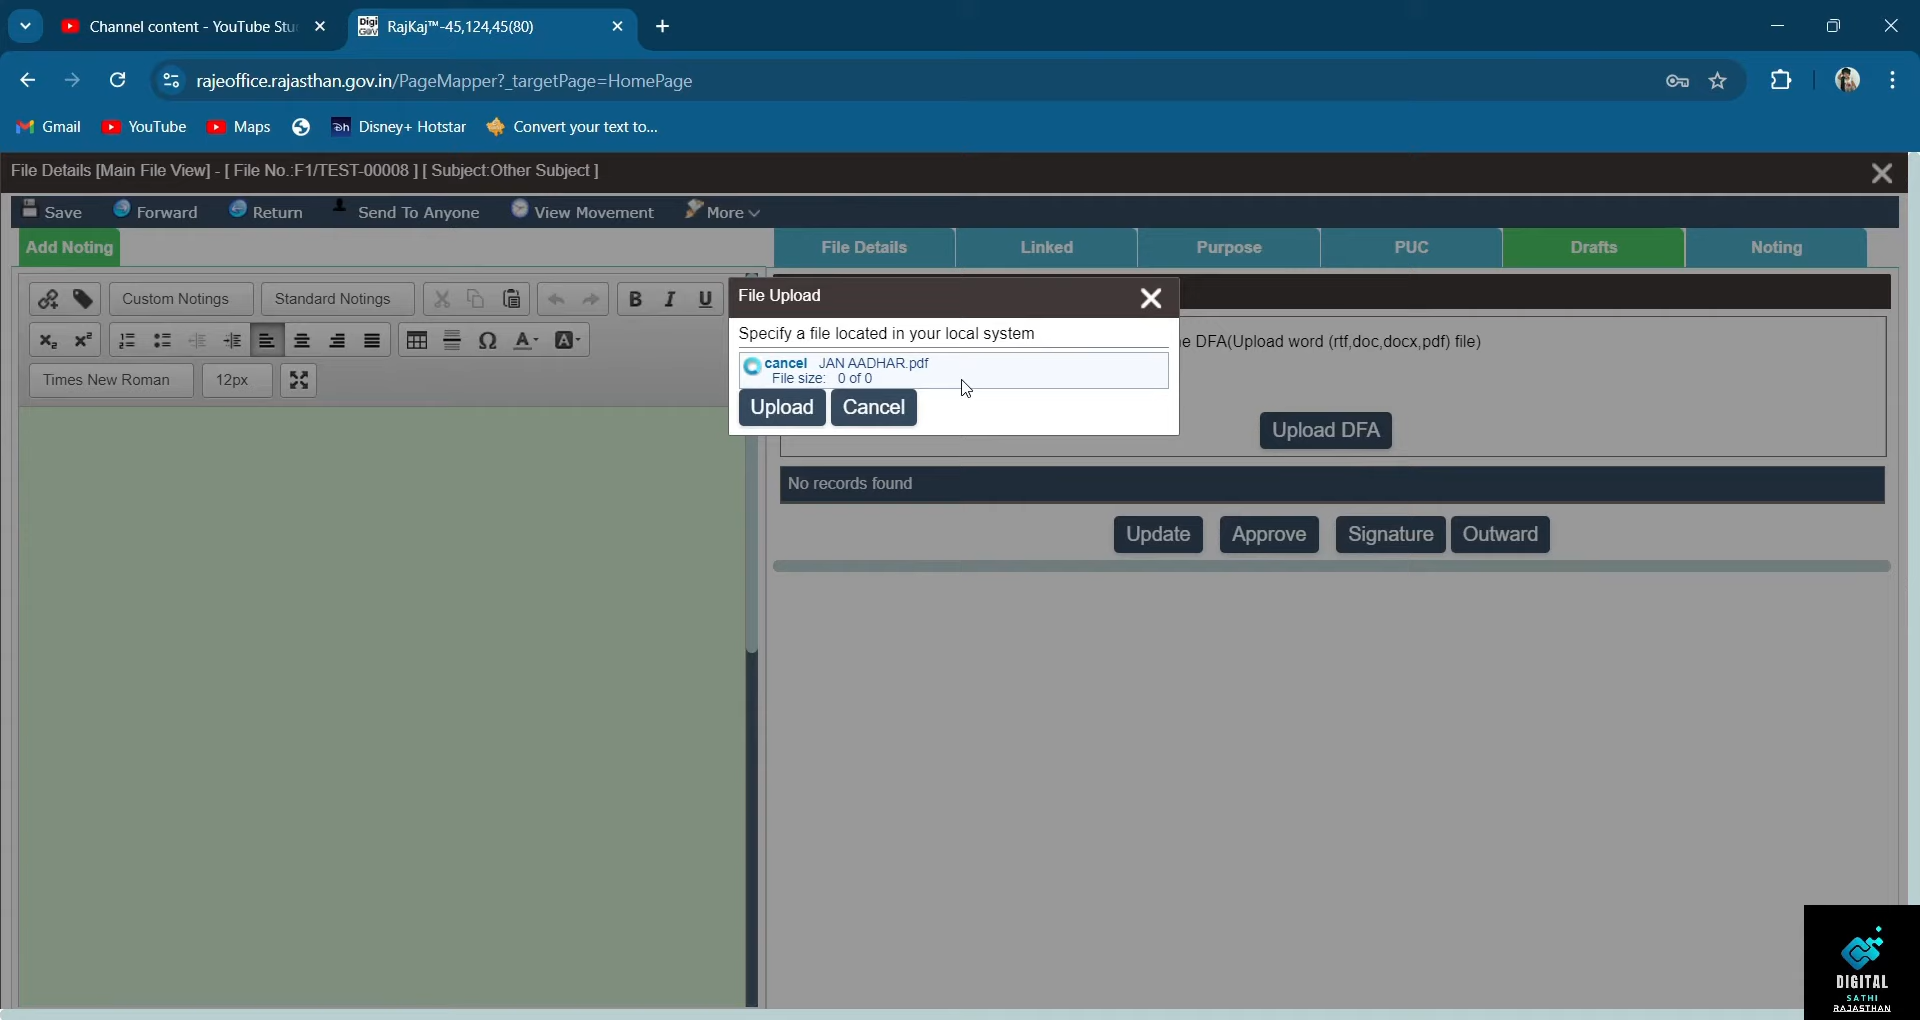 Channel content - YouTube Stu
Digi GOV RajKaj™-45,124,45(80)
rajeoffice.rajasthan.gov.in/PageMapper?_targetPage=HomePage
Gmail YouTube Maps Disney+ Hotstar Convert your text to...
File Details [Main File View] - [ File No.:F1/TEST-00008 ] [ Subject:Other Subject ]
Save Forward Return Send To Anyone View Movement More
Add Noting File Details Linked Purpose PUC Drafts Noting
Custom Notings Standard Notings B I U
Times New Roman 12px
File Upload
Specify a file located in your local system
cancel JAN AADHAR.pdf
File size: 0 of 0
Upload Cancel
e DFA(Upload word (rtf,doc,docx,pdf) file)
Upload DFA
No records found
Update Approve Signature Outward
DIGITAL
SATHI
RAJASTHAN